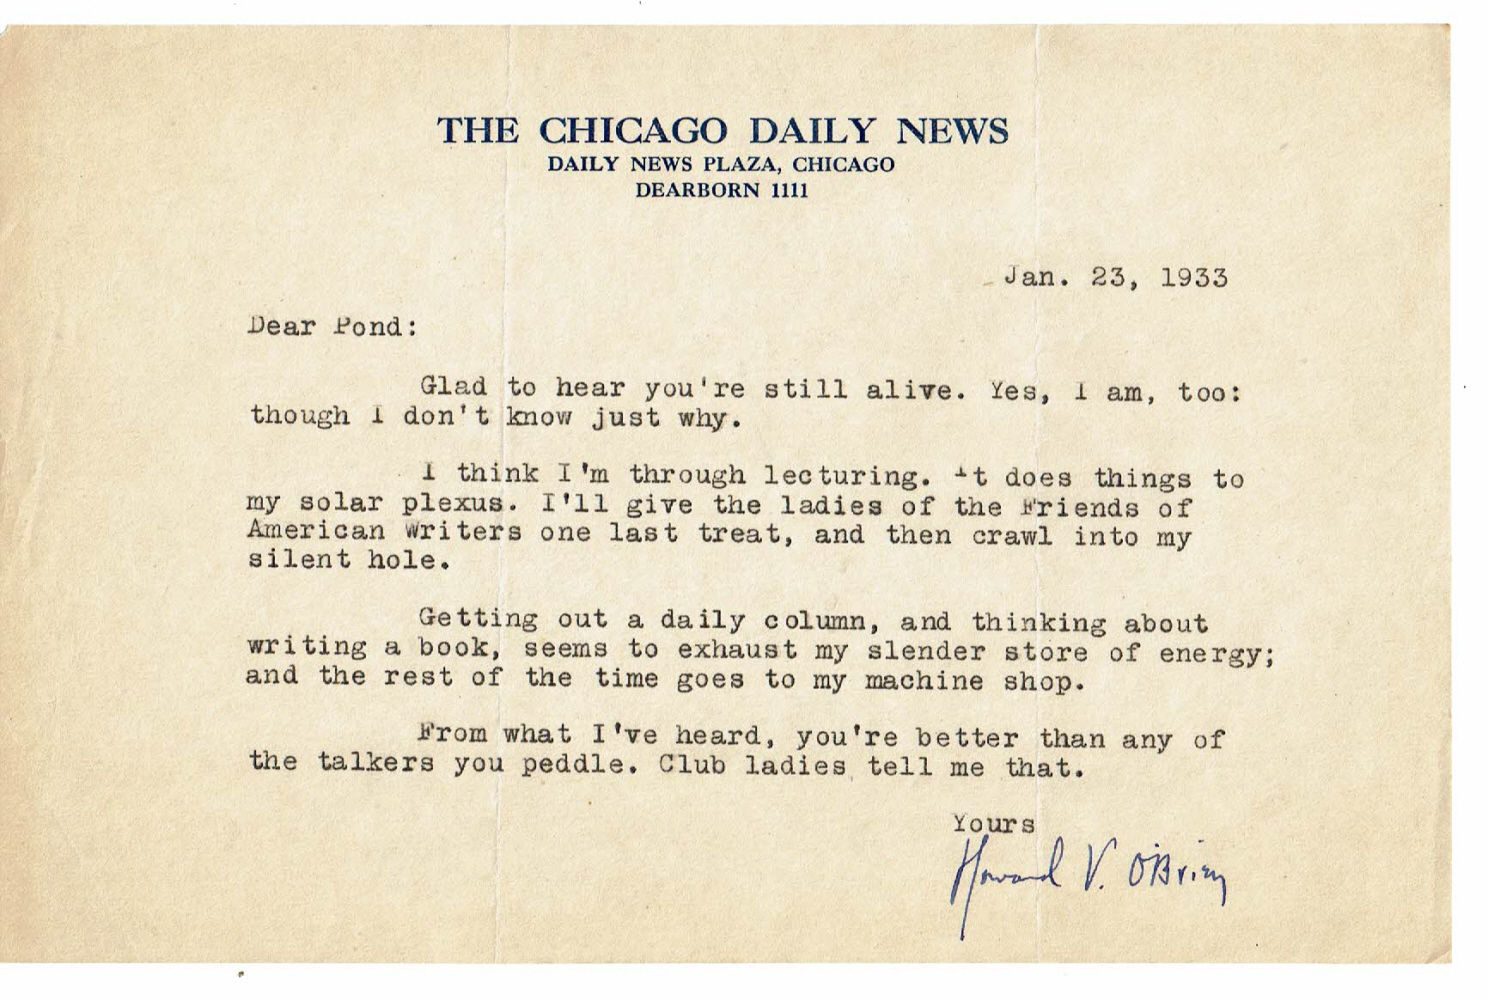 THE CHICAGO DAILY NEWS
DAILY NEWS PLAZA, CHICAGO
DEARBORN 1111
Jan. 23, 1933
Dear Pond:
Glad to hear you're still alive. Yes, I am, too:
though I don't know just why.
I think I'm through lecturing. It does things to
my solar plexus. I'll give the ladies of the Friends of
American Writers one last treat, and then crawl into my
silent hole.
Getting out a daily column, and thinking about
writing a book, seems to exhaust my slender store of energy;
and the rest of the time goes to my machine shop.
From what I've heard, you're better than any of
the talkers you peddle. Club ladies tell me that.
Yours
Howard V. O'Brien